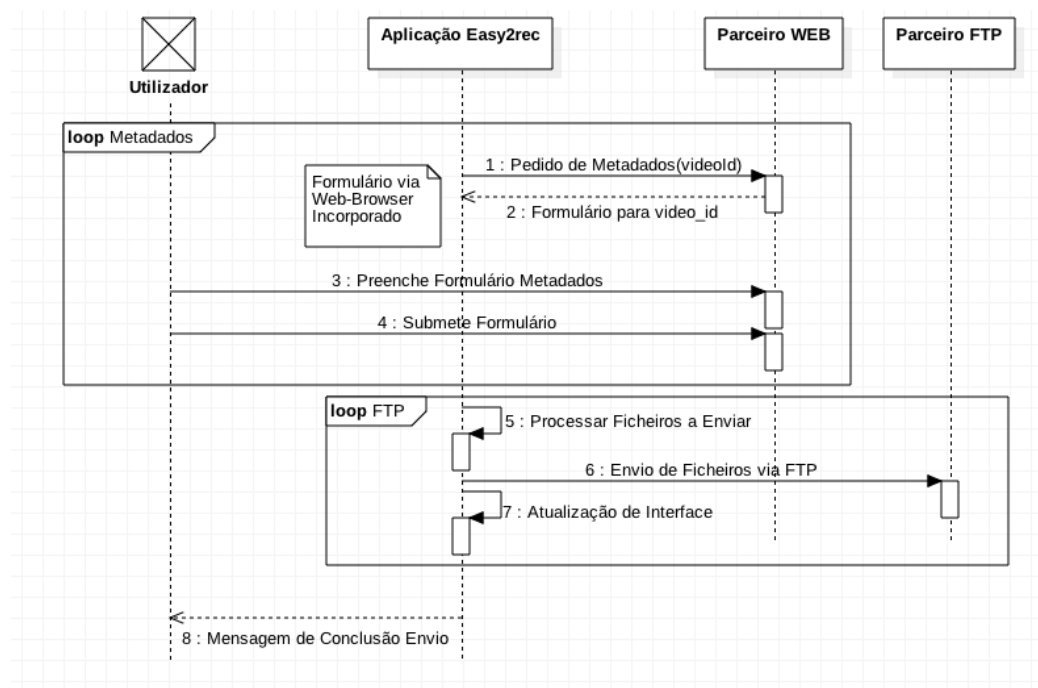 Utilizador
Aplicação Easy2rec
Parceiro WEB
Parceiro FTP
loop Metadados
Formulário via
Web-Browser
Incorporado
1 : Pedido de Metadados(videoId)
2 : Formulário para video_id
3 : Preenche Formulário Metadados
4 : Submete Formulário
loop FTP
5 : Processar Ficheiros a Enviar
6 : Envio de Ficheiros via FTP
7 : Atualização de Interface
8 : Mensagem de Conclusão Envio